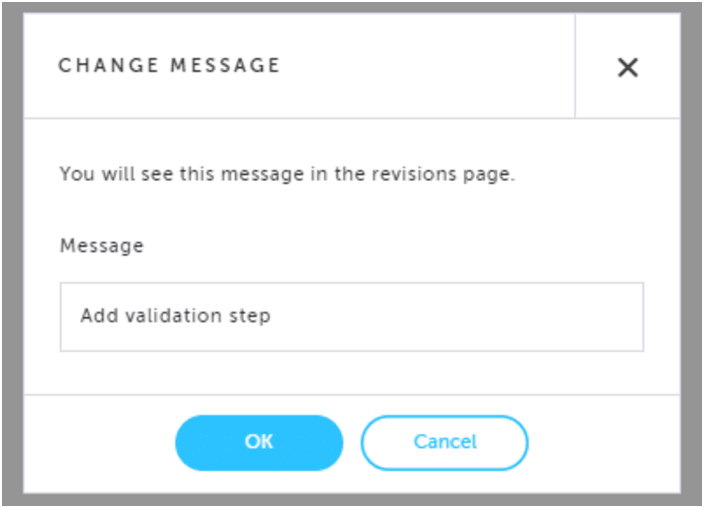 CHANGE MESSAGE
You will see this message in the revisions page.
Message
Add validation step
OK
Cancel